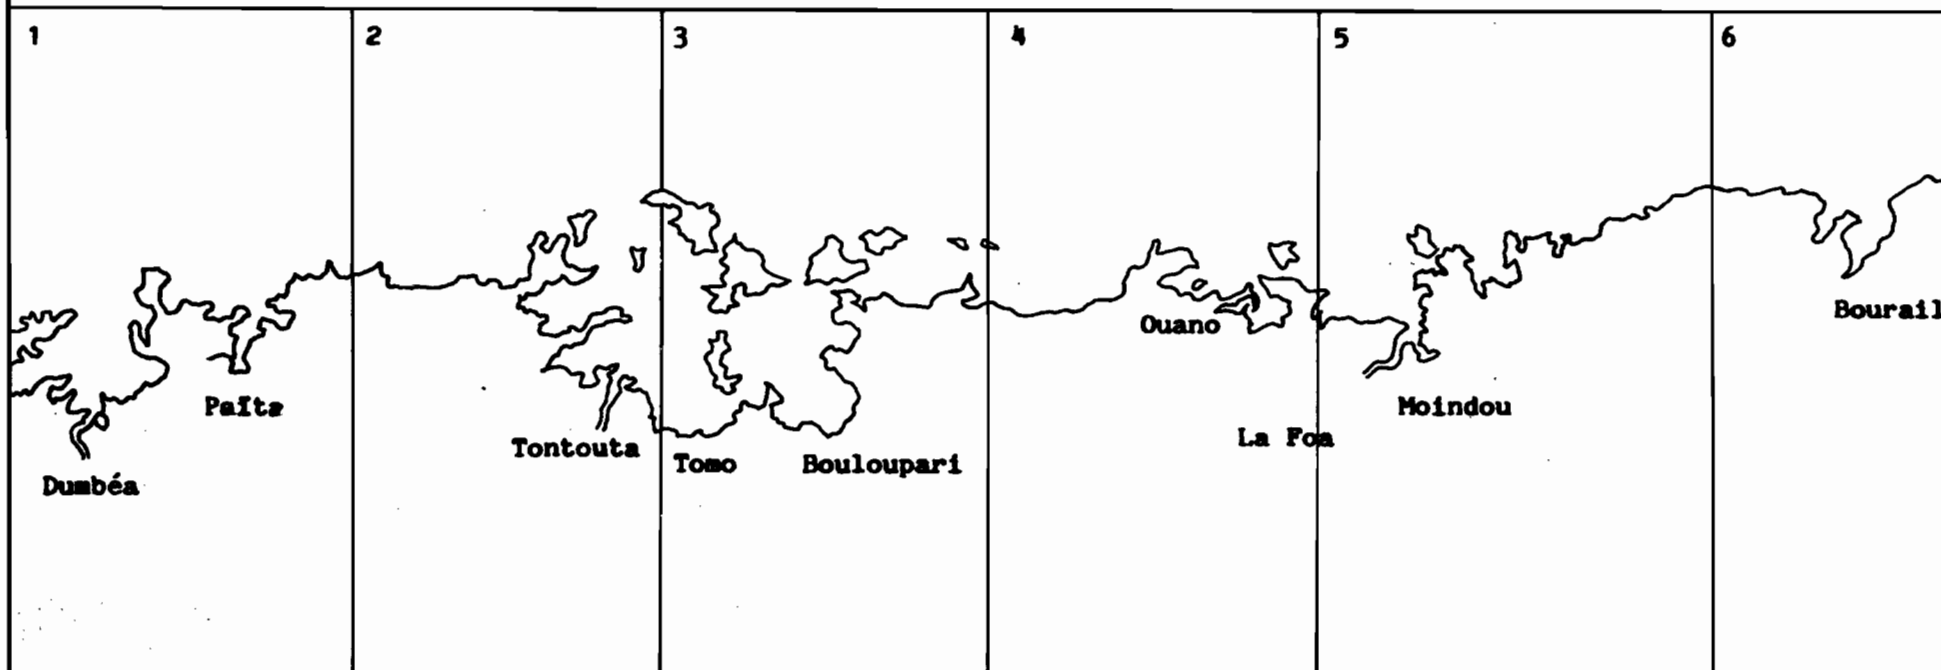 1
2
3
4
5
6
Ouano
Bourail
Païta
Moindou
La Foa
Tontouta
Tomo
Bouloupari
Dumbéa